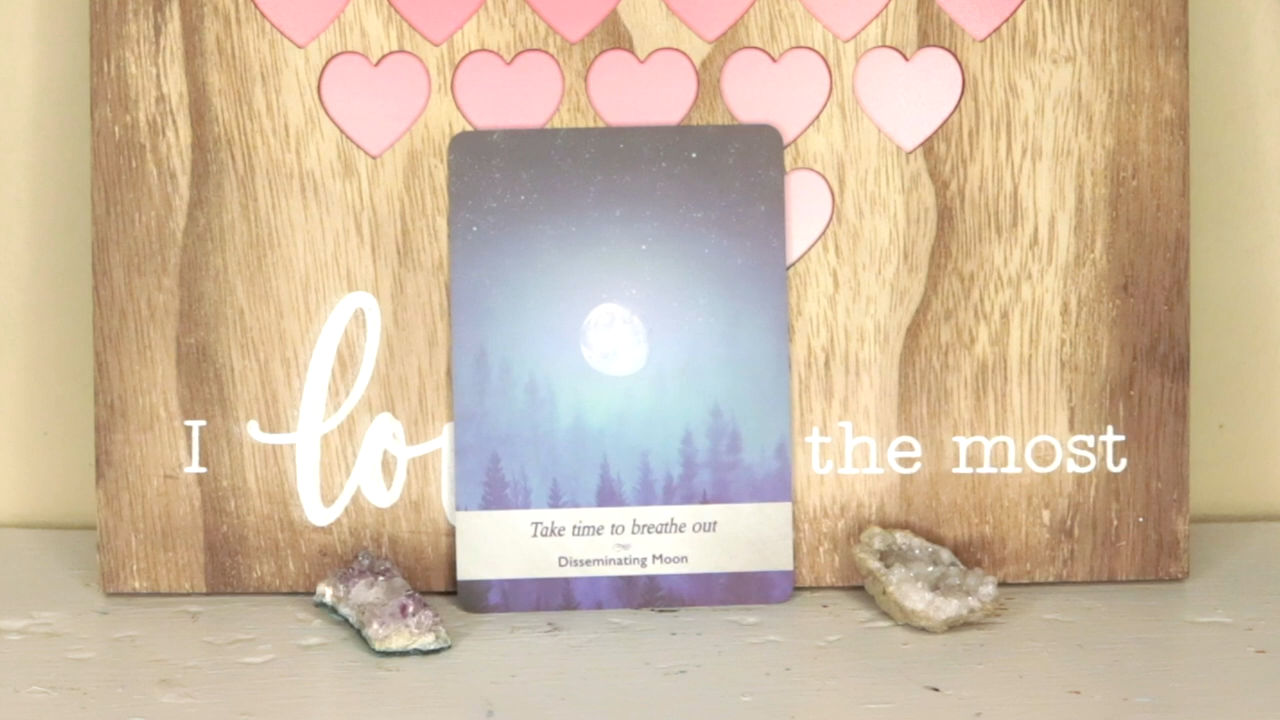 I lo the most
Take time to breathe out
Disseminating Moon